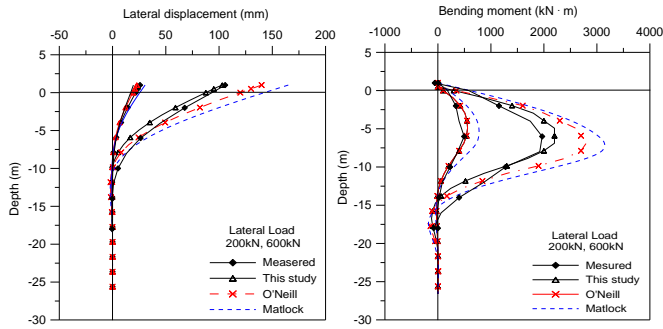 Lateral displacement (mm)
-50 0 50 100 150 200
5
0
-5
-10
-15
-20
-25
-30
Depth (m)
Lateral Load
200kN, 600kN
Measered
This study
O'Neill
Matlock
Bending moment (kN · m)
-1000 0 1000 2000 3000 4000
5
0
-5
-10
-15
-20
-25
-30
Depth (m)
Lateral Load
200kN, 600kN
Mesured
This study
O'Neill
Matlock